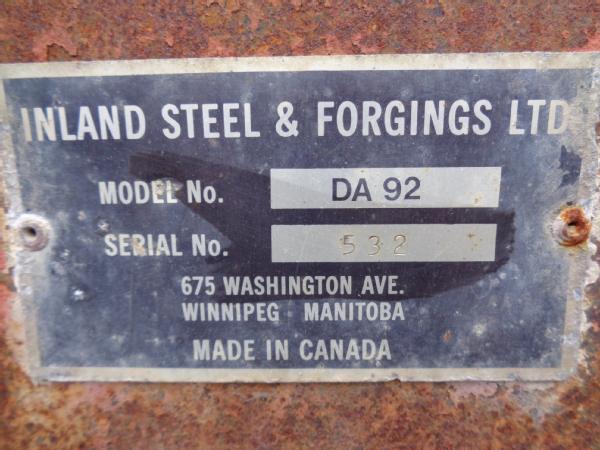 INLAND STEEL & FORGINGS LTD
MODEL No. DA 92
SERIAL No. 532
675 WASHINGTON AVE.
WINNIPEG MANITOBA
MADE IN CANADA